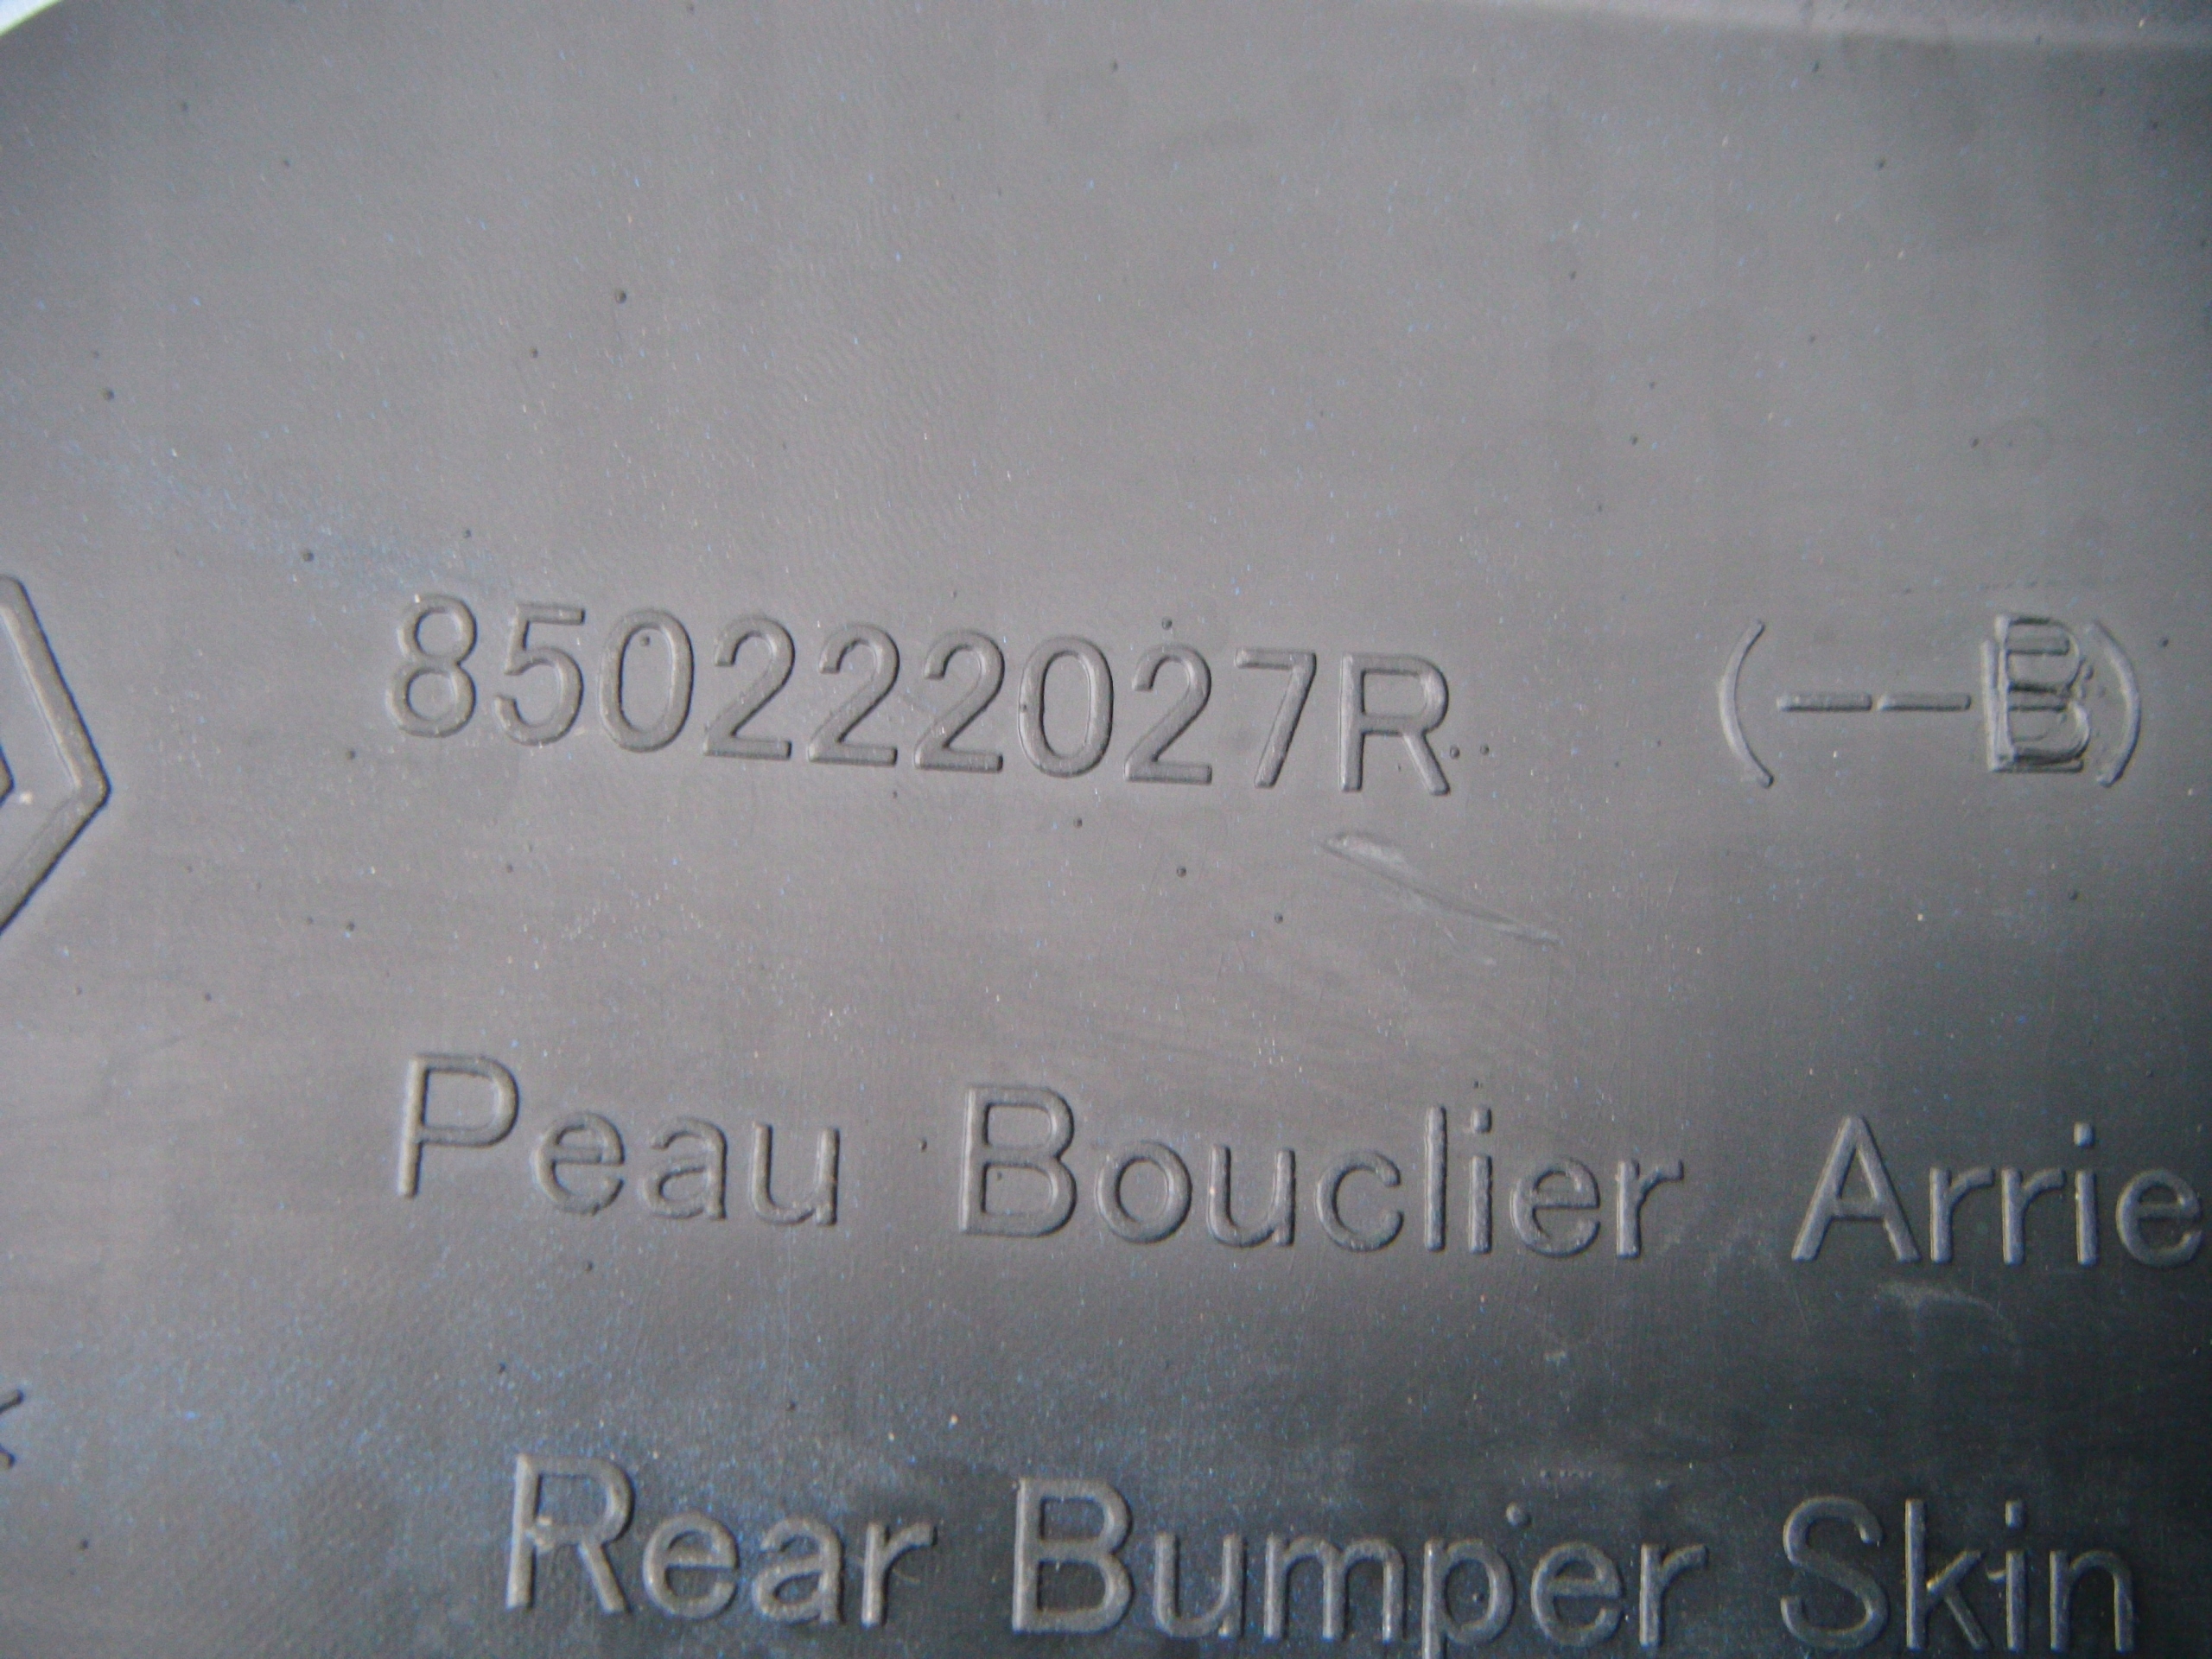 850222027R (--B)
Peau Bouclier Arrie
Rear Bumper Skin